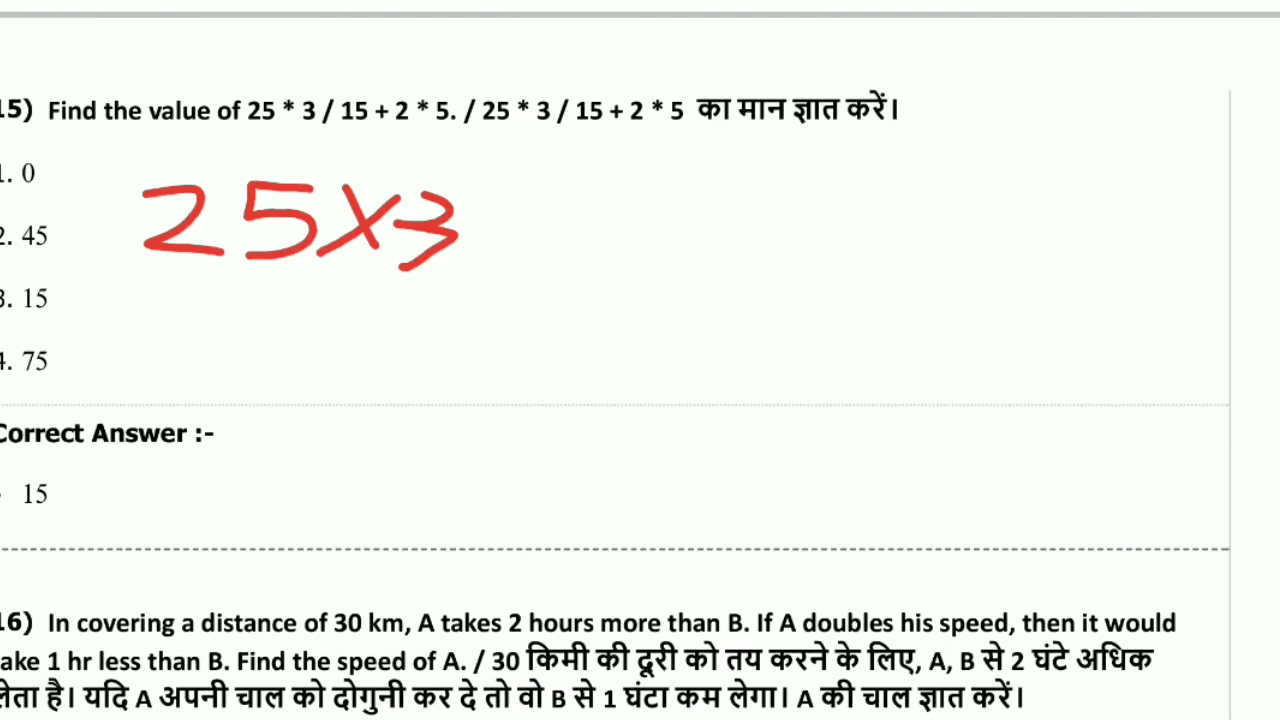 15) Find the value of 25 * 3 / 15 + 2 * 5. / 25 * 3 / 15 + 2 * 5 का मान ज्ञात करें।
1. 0
25×3
2. 45
3. 15
4. 75
Correct Answer :-
15
16) In covering a distance of 30 km, A takes 2 hours more than B. If A doubles his speed, then it would
take 1 hr less than B. Find the speed of A. / 30 किमी की दूरी को तय करने के लिए, A, B से 2 घंटे अधिक
लेता है। यदि A अपनी चाल को दोगुनी कर दे तो वो B से 1 घंटा कम लेगा। A की चाल ज्ञात करें।